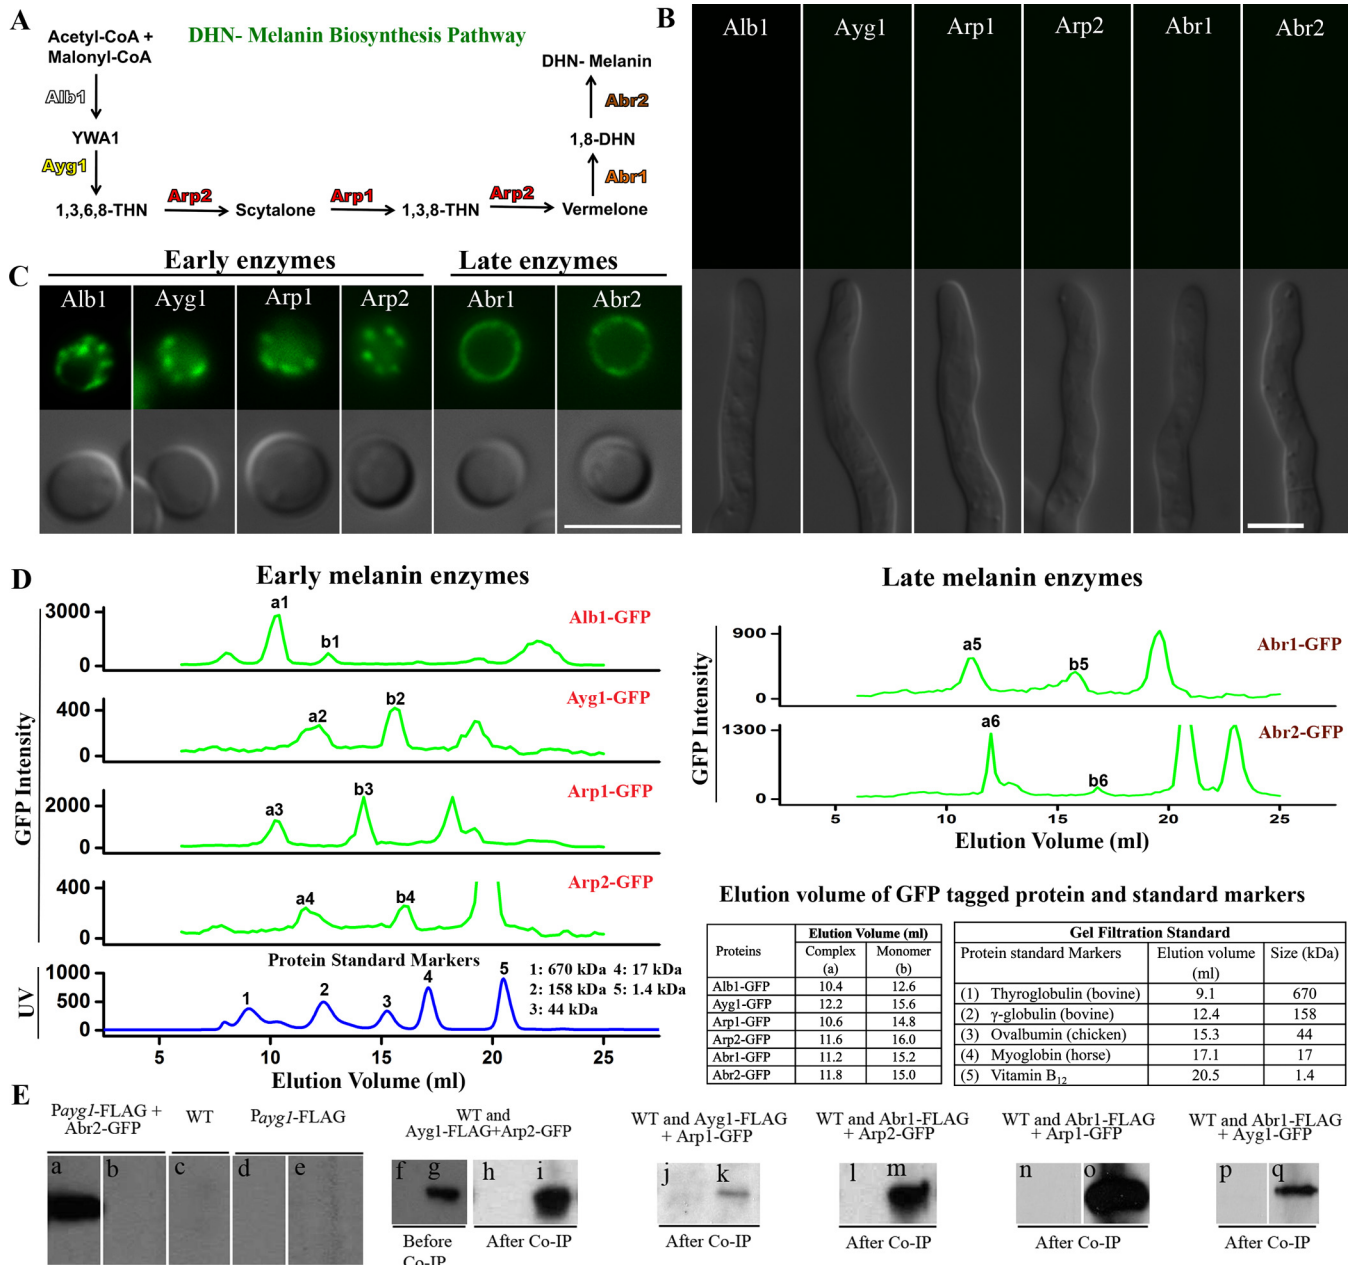 A
DHN- Melanin Biosynthesis Pathway
Acetyl-CoA +
Malonyl-CoA
Alb1
YWA1
Ayg1
1,3,6,8-THN
Arp2
Scytalone
Arp1
1,3,8-THN
Arp2
Vermelone
Abr1
1,8-DHN
Abr2
DHN- Melanin
B
Alb1 Ayg1 Arp1 Arp2 Abr1 Abr2
C
Early enzymes Late enzymes
Alb1 Ayg1 Arp1 Arp2 Abr1 Abr2
D
Early melanin enzymes
GFP Intensity
3000
0
a1 b1
Alb1-GFP
400
0
a2 b2
Ayg1-GFP
2000
0
a3 b3
Arp1-GFP
400
0
a4 b4
Arp2-GFP
UV
1000
500
0
Protein Standard Markers
1 2 3 4 5
1: 670 kDa 4: 17 kDa
2: 158 kDa 5: 1.4 kDa
3: 44 kDa
5 10 15 20 25
Elution Volume (ml)
Late melanin enzymes
GFP Intensity
900
0
a5 b5
Abr1-GFP
1300
0
a6 b6
Abr2-GFP
5 10 15 20 25
Elution Volume (ml)
Elution volume of GFP tagged protein and standard markers
Proteins Elution Volume (ml)
Complex (a) Monomer (b)
Alb1-GFP 10.4 12.6
Ayg1-GFP 12.2 15.6
Arp1-GFP 10.6 14.8
Arp2-GFP 11.6 16.0
Abr1-GFP 11.2 15.2
Abr2-GFP 11.8 15.0
Gel Filtration Standard
Protein standard Markers Elution volume (ml) Size (kDa)
(1) Thyroglobulin (bovine) 9.1 670
(2) γ-globulin (bovine) 12.4 158
(3) Ovalbumin (chicken) 15.3 44
(4) Myoglobin (horse) 17.1 17
(5) Vitamin B12 20.5 1.4
E
Payg1-FLAG +
Abr2-GFP
WT
Payg1-FLAG
a b c d e
WT and
Ayg1-FLAG+Arp2-GFP
f g h i
Before
Co-IP
After Co-IP
WT and Ayg1-FLAG
+ Arp1-GFP
j k
After Co-IP
WT and Abr1-FLAG
+ Arp2-GFP
l m
After Co-IP
WT and Abr1-FLAG
+ Arp1-GFP
n o
After Co-IP
WT and Abr1-FLAG
+ Ayg1-GFP
p q
After Co-IP